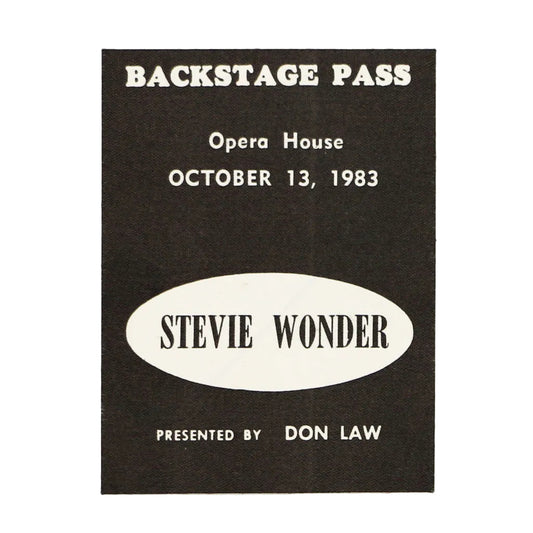 BACKSTAGE PASS
Opera House
OCTOBER 13, 1983
STEVIE WONDER
PRESENTED BY DON LAW